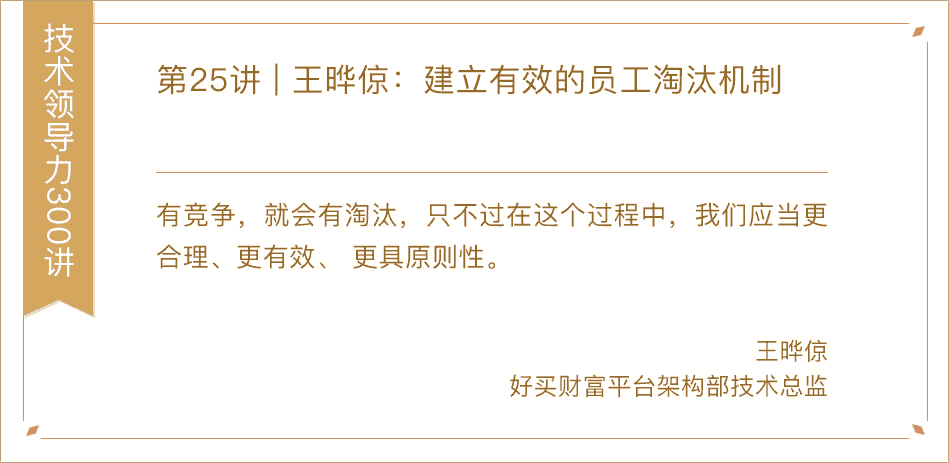 技术领导力300讲
第25讲 | 王晔倞：建立有效的员工淘汰机制
有竞争，就会有淘汰，只不过在这个过程中，我们应当更
合理、更有效、 更具原则性。
王晔倞
好买财富平台架构部技术总监